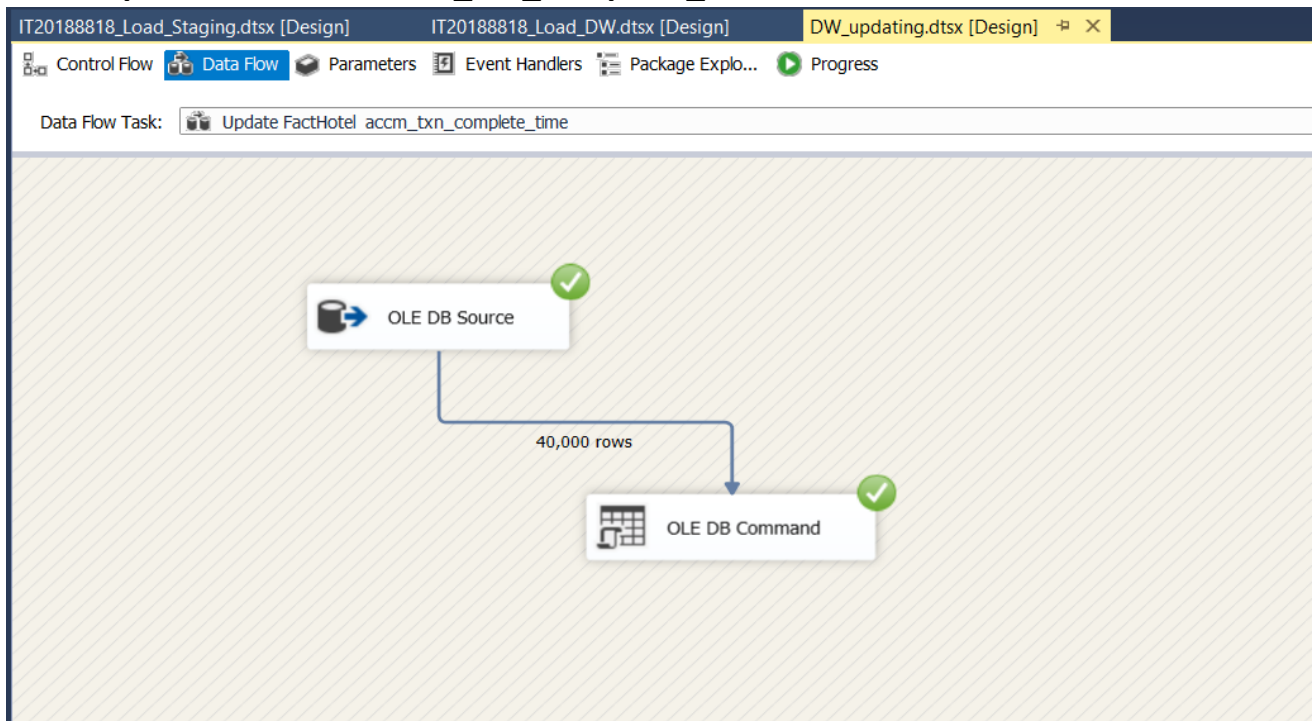 IT20188818_Load_Staging.dtsx [Design] IT20188818_Load_DW.dtsx [Design] DW_updating.dtsx [Design]
Control Flow Data Flow Parameters Event Handlers Package Explo... Progress
Data Flow Task: Update FactHotel accm_txn_complete_time
OLE DB Source
40,000 rows
OLE DB Command